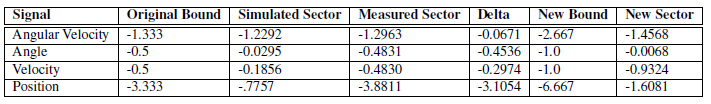 Signal Original Bound Simulated Sector Measured Sector Delta New Bound New Sector
Angular Velocity -1.333 -1.2292 -1.2963 -0.0671 -2.667 -1.4568
Angle -0.5 -0.0295 -0.4831 -0.4536 -1.0 -0.0068
Velocity -0.5 -0.1856 -0.4830 -0.2974 -1.0 -0.9324
Position -3.333 -.7757 -3.8811 -3.1054 -6.667 -1.6081